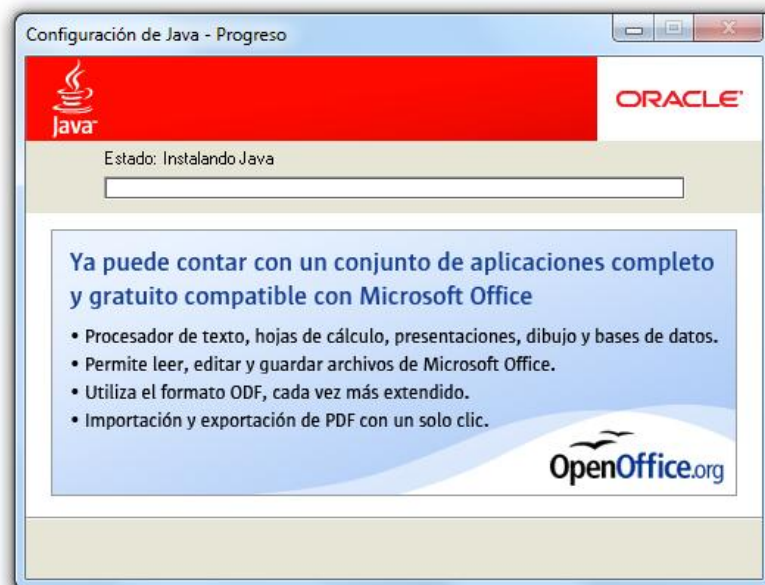 Configuración de Java - Progreso
Java™
ORACLE®
Estado: Instalando Java
Ya puede contar con un conjunto de aplicaciones completo
y gratuito compatible con Microsoft Office
• Procesador de texto, hojas de cálculo, presentaciones, dibujo y bases de datos.
• Permite leer, editar y guardar archivos de Microsoft Office.
• Utiliza el formato ODF, cada vez más extendido.
• Importación y exportación de PDF con un solo clic.
OpenOffice.org